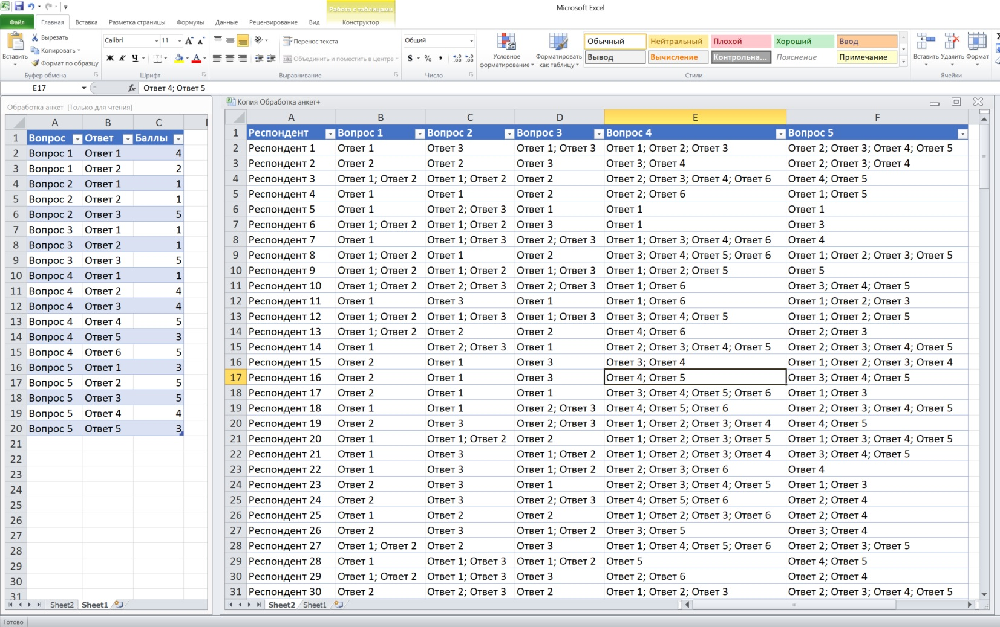 Работа с таблицами
Microsoft Excel
Файл Главная Вставка Разметка страницы Формулы Данные Рецензирование Вид Конструктор
Вставить
Вырезать
Копировать
Формат по образцу
Буфер обмена
Calibri 11
Ж К Ч
Шрифт
Перенос текста
Объединить и поместить в центре
Выравнивание
Общий
$ % ,
Число
Условное форматирование
Форматировать как таблицу
Обычный Нейтральный Плохой Хороший Ввод
Вывод Вычисление Контрольна... Пояснение Примечание
Стили
Вставить Удалить Формат
Ячейки
E17 fx Ответ 4; Ответ 5
Обработка анкет [Только для чтения]
A B C
1 Вопрос Ответ Баллы
2 Вопрос 1 Ответ 1 4
3 Вопрос 1 Ответ 2 2
4 Вопрос 2 Ответ 1 1
5 Вопрос 2 Ответ 2 1
6 Вопрос 2 Ответ 3 5
7 Вопрос 3 Ответ 1 1
8 Вопрос 3 Ответ 2 1
9 Вопрос 3 Ответ 3 5
10 Вопрос 4 Ответ 1 1
11 Вопрос 4 Ответ 2 4
12 Вопрос 4 Ответ 3 4
13 Вопрос 4 Ответ 4 5
14 Вопрос 4 Ответ 5 3
15 Вопрос 4 Ответ 6 5
16 Вопрос 5 Ответ 1 3
17 Вопрос 5 Ответ 2 5
18 Вопрос 5 Ответ 3 5
19 Вопрос 5 Ответ 4 4
20 Вопрос 5 Ответ 5 3
21
22
23
24
25
26
27
28
29
30
31
Sheet2 Sheet1
Копия Обработка анкет+
A B C D E F
1 Респондент Вопрос 1 Вопрос 2 Вопрос 3 Вопрос 4 Вопрос 5
2 Респондент 1 Ответ 1 Ответ 3 Ответ 1; Ответ 3 Ответ 1; Ответ 2; Ответ 3 Ответ 2; Ответ 3; Ответ 4; Ответ 5
3 Респондент 2 Ответ 2 Ответ 2 Ответ 3 Ответ 3; Ответ 4 Ответ 2; Ответ 3; Ответ 4
4 Респондент 3 Ответ 1; Ответ 2 Ответ 1; Ответ 2 Ответ 2 Ответ 2; Ответ 3; Ответ 4; Ответ 6 Ответ 4; Ответ 5
5 Респондент 4 Ответ 1 Ответ 1 Ответ 2 Ответ 2; Ответ 6 Ответ 1; Ответ 5
6 Респондент 5 Ответ 1 Ответ 2; Ответ 3 Ответ 1 Ответ 1 Ответ 1
7 Респондент 6 Ответ 1; Ответ 2 Ответ 1; Ответ 2 Ответ 3 Ответ 1 Ответ 3
8 Респондент 7 Ответ 1 Ответ 1; Ответ 3 Ответ 2; Ответ 3 Ответ 1; Ответ 3; Ответ 4; Ответ 6 Ответ 4
9 Респондент 8 Ответ 1; Ответ 2 Ответ 1 Ответ 2 Ответ 3; Ответ 4; Ответ 5; Ответ 6 Ответ 1; Ответ 2; Ответ 3; Ответ 5
10 Респондент 9 Ответ 1; Ответ 2 Ответ 1; Ответ 2 Ответ 1; Ответ 3 Ответ 1; Ответ 2; Ответ 5 Ответ 5
11 Респондент 10 Ответ 1; Ответ 2 Ответ 2; Ответ 3 Ответ 2; Ответ 3 Ответ 1; Ответ 6 Ответ 3; Ответ 4; Ответ 5
12 Респондент 11 Ответ 1 Ответ 3 Ответ 1 Ответ 1; Ответ 6 Ответ 1; Ответ 2; Ответ 3
13 Респондент 12 Ответ 1; Ответ 2 Ответ 1; Ответ 3 Ответ 1; Ответ 3 Ответ 3; Ответ 4; Ответ 5 Ответ 1; Ответ 2; Ответ 5
14 Респондент 13 Ответ 1; Ответ 2 Ответ 2 Ответ 2 Ответ 4; Ответ 6 Ответ 2; Ответ 3
15 Респондент 14 Ответ 1 Ответ 2; Ответ 3 Ответ 1 Ответ 2; Ответ 3; Ответ 4; Ответ 5 Ответ 2; Ответ 3; Ответ 4; Ответ 5
16 Респондент 15 Ответ 2 Ответ 1 Ответ 3 Ответ 3; Ответ 4 Ответ 1; Ответ 2; Ответ 3; Ответ 4
17 Респондент 16 Ответ 2 Ответ 1 Ответ 3 Ответ 4; Ответ 5 Ответ 3; Ответ 4; Ответ 5
18 Респондент 17 Ответ 2 Ответ 1 Ответ 1 Ответ 3; Ответ 4; Ответ 5; Ответ 6 Ответ 1; Ответ 3
19 Респондент 18 Ответ 1 Ответ 1 Ответ 2; Ответ 3 Ответ 4; Ответ 5; Ответ 6 Ответ 2; Ответ 3; Ответ 4; Ответ 5
20 Респондент 19 Ответ 2 Ответ 3 Ответ 2; Ответ 3 Ответ 1; Ответ 2; Ответ 3; Ответ 4 Ответ 4; Ответ 5
21 Респондент 20 Ответ 1 Ответ 1; Ответ 2 Ответ 2 Ответ 1; Ответ 2; Ответ 3; Ответ 5 Ответ 1; Ответ 3; Ответ 4; Ответ 5
22 Респондент 21 Ответ 1 Ответ 3 Ответ 1; Ответ 2 Ответ 1; Ответ 2; Ответ 3; Ответ 4 Ответ 3; Ответ 4; Ответ 5
23 Респондент 22 Ответ 1 Ответ 3 Ответ 1; Ответ 2 Ответ 2; Ответ 3; Ответ 6 Ответ 4
24 Респондент 23 Ответ 2 Ответ 3 Ответ 1 Ответ 2; Ответ 3; Ответ 4; Ответ 5 Ответ 1; Ответ 3
25 Респондент 24 Ответ 2 Ответ 3 Ответ 2; Ответ 3 Ответ 4; Ответ 5; Ответ 6 Ответ 2; Ответ 4
26 Респондент 25 Ответ 1 Ответ 2 Ответ 2 Ответ 1; Ответ 2; Ответ 3; Ответ 6 Ответ 2; Ответ 4
27 Респондент 26 Ответ 2 Ответ 3 Ответ 1; Ответ 2 Ответ 3; Ответ 5 Ответ 3; Ответ 4
28 Респондент 27 Ответ 1; Ответ 2 Ответ 2 Ответ 3 Ответ 1; Ответ 4; Ответ 5; Ответ 6 Ответ 2; Ответ 3; Ответ 5
29 Респондент 28 Ответ 1 Ответ 1; Ответ 3 Ответ 1; Ответ 2 Ответ 5 Ответ 4; Ответ 5
30 Респондент 29 Ответ 1; Ответ 2 Ответ 1; Ответ 3 Ответ 3 Ответ 2; Ответ 6 Ответ 2; Ответ 4
31 Респондент 30 Ответ 2 Ответ 2; Ответ 3 Ответ 2 Ответ 1; Ответ 2; Ответ 3 Ответ 2; Ответ 3; Ответ 4; Ответ 5
Sheet2 Sheet1
Готово